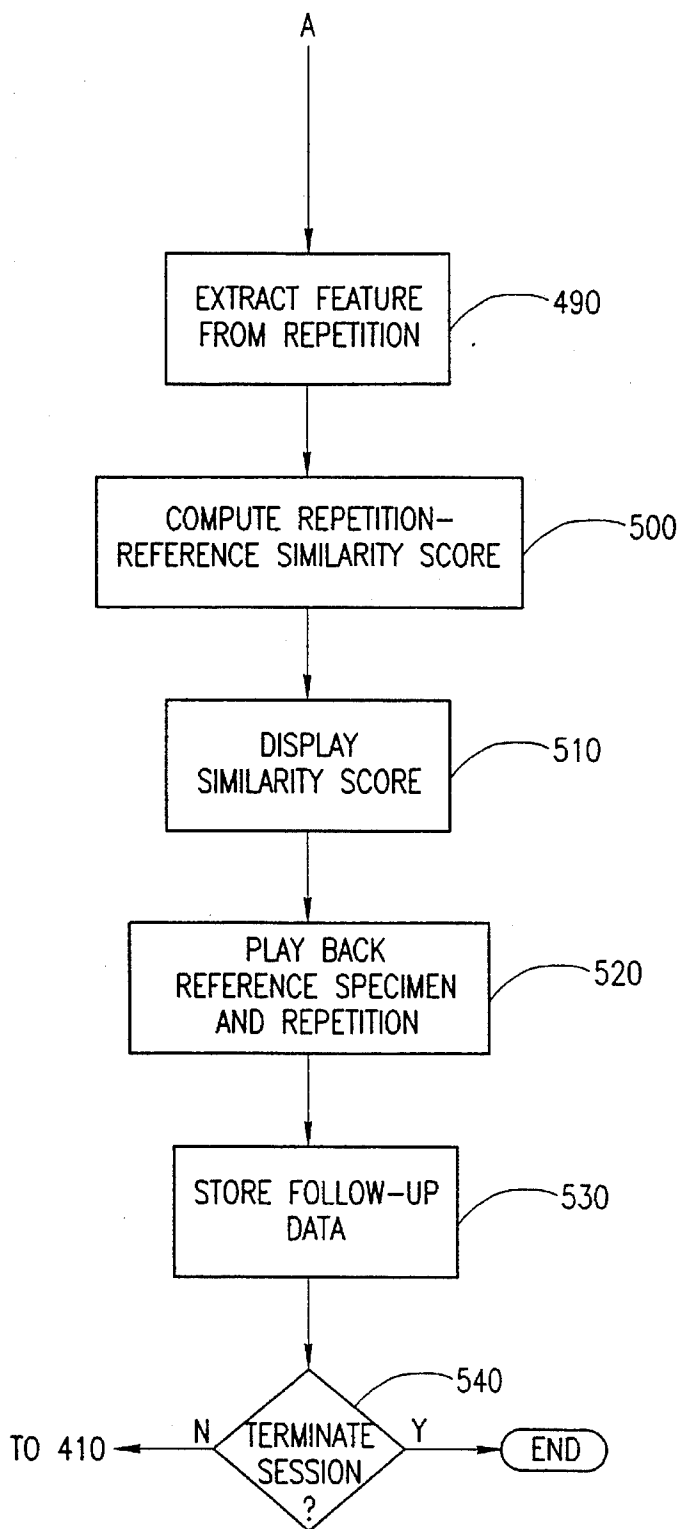 A
EXTRACT FEATURE
FROM REPETITION
490
COMPUTE REPETITION-
REFERENCE SIMILARITY SCORE
500
DISPLAY
SIMILARITY SCORE
510
PLAY BACK
REFERENCE SPECIMEN
AND REPETITION
520
STORE FOLLOW-UP
DATA
530
540
TO 410
N
TERMINATE
SESSION
?
Y
END